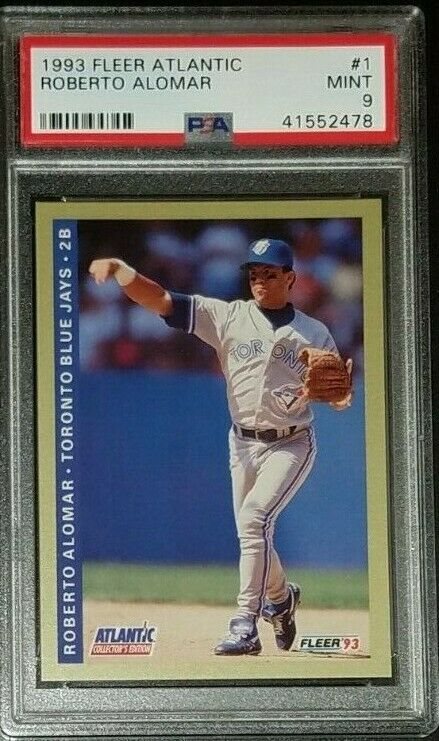 1993 FLEER ATLANTIC #1
ROBERTO ALOMAR MINT
9
PSA 41552478
ROBERTO ALOMAR · TORONTO BLUE JAYS · 2B
TORONTO
ATLANTIC
COLLECTOR'S EDITION
FLEER '93